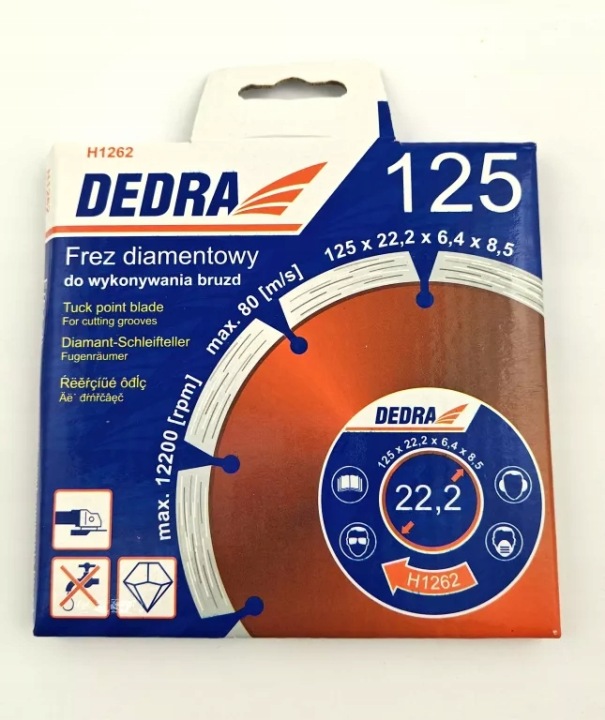 H1262
DEDRA
125
125 x 22,2 x 6,4 x 8,5
Frez diamentowy
do wykonywania bruzd
max. 80 [m/s]
Tuck point blade
For cutting grooves
Diamant-Schleifteller
Fugenräumer
max. 12200 [rpm]
DEDRA
125 x 22,2 x 6,4 x 8,5
22,2
H1262